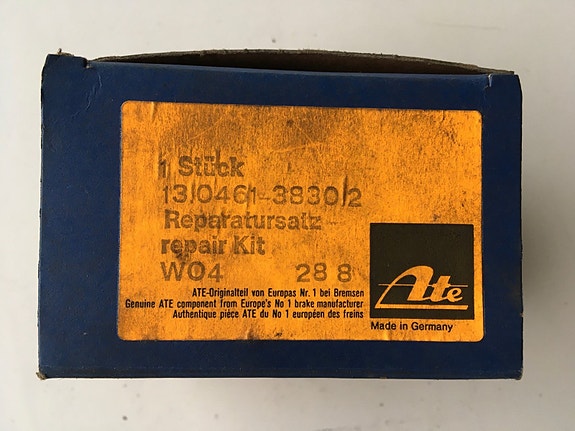 1 Stück
13/0461-3830/2
Reparatursatz
repair Kit
W04 28 8
ATE-Originalteil von Europas Nr. 1 bei Bremsen
Genuine ATE component from Europe's No 1 brake manufacturer
Authentique pièce ATE du No 1 européen des freins
Ate
Made in Germany